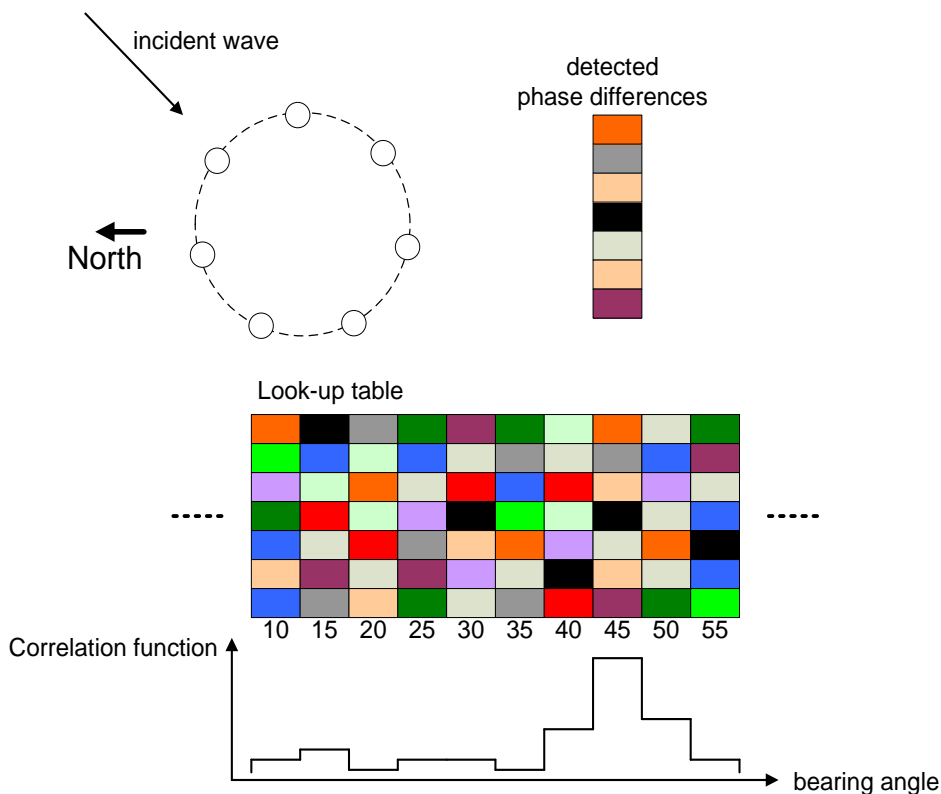 incident wave
detected
phase differences
North
Look-up table
10 15 20 25 30 35 40 45 50 55
Correlation function
bearing angle